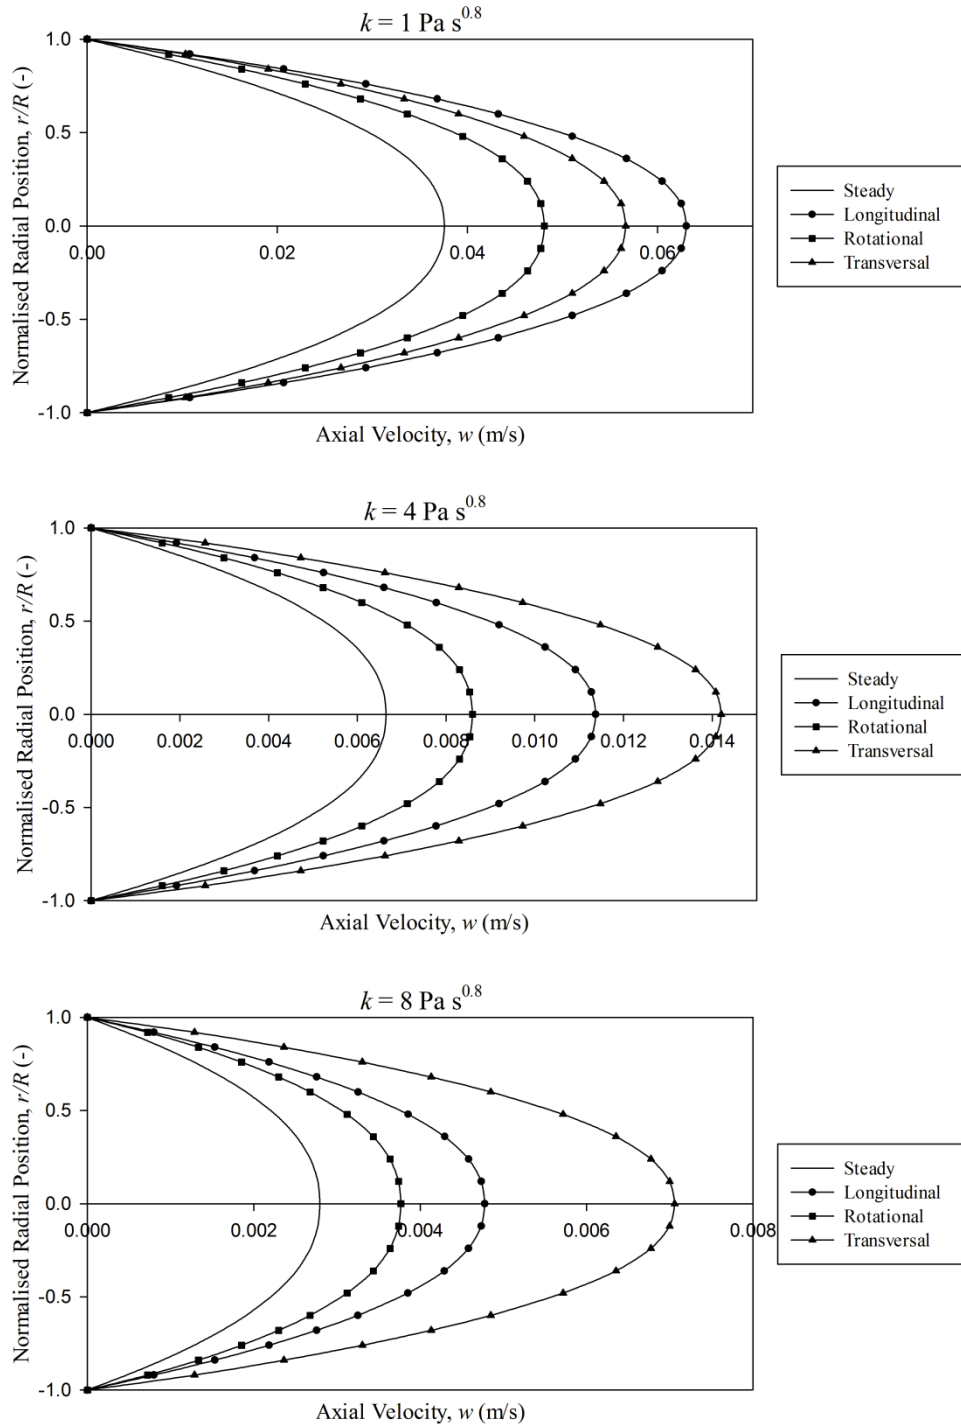 k = 1 Pa s^0.8
1.0
0.5
0.0
-0.5
-1.0
0.00
0.02
0.04
0.06
Normalised Radial Position, r/R (-)
Axial Velocity, w (m/s)
Steady
Longitudinal
Rotational
Transversal
k = 4 Pa s^0.8
1.0
0.5
0.0
-0.5
-1.0
0.000
0.002
0.004
0.006
0.008
0.010
0.012
0.014
Normalised Radial Position, r/R (-)
Axial Velocity, w (m/s)
Steady
Longitudinal
Rotational
Transversal
k = 8 Pa s^0.8
1.0
0.5
0.0
-0.5
-1.0
0.000
0.002
0.004
0.006
0.008
Normalised Radial Position, r/R (-)
Axial Velocity, w (m/s)
Steady
Longitudinal
Rotational
Transversal